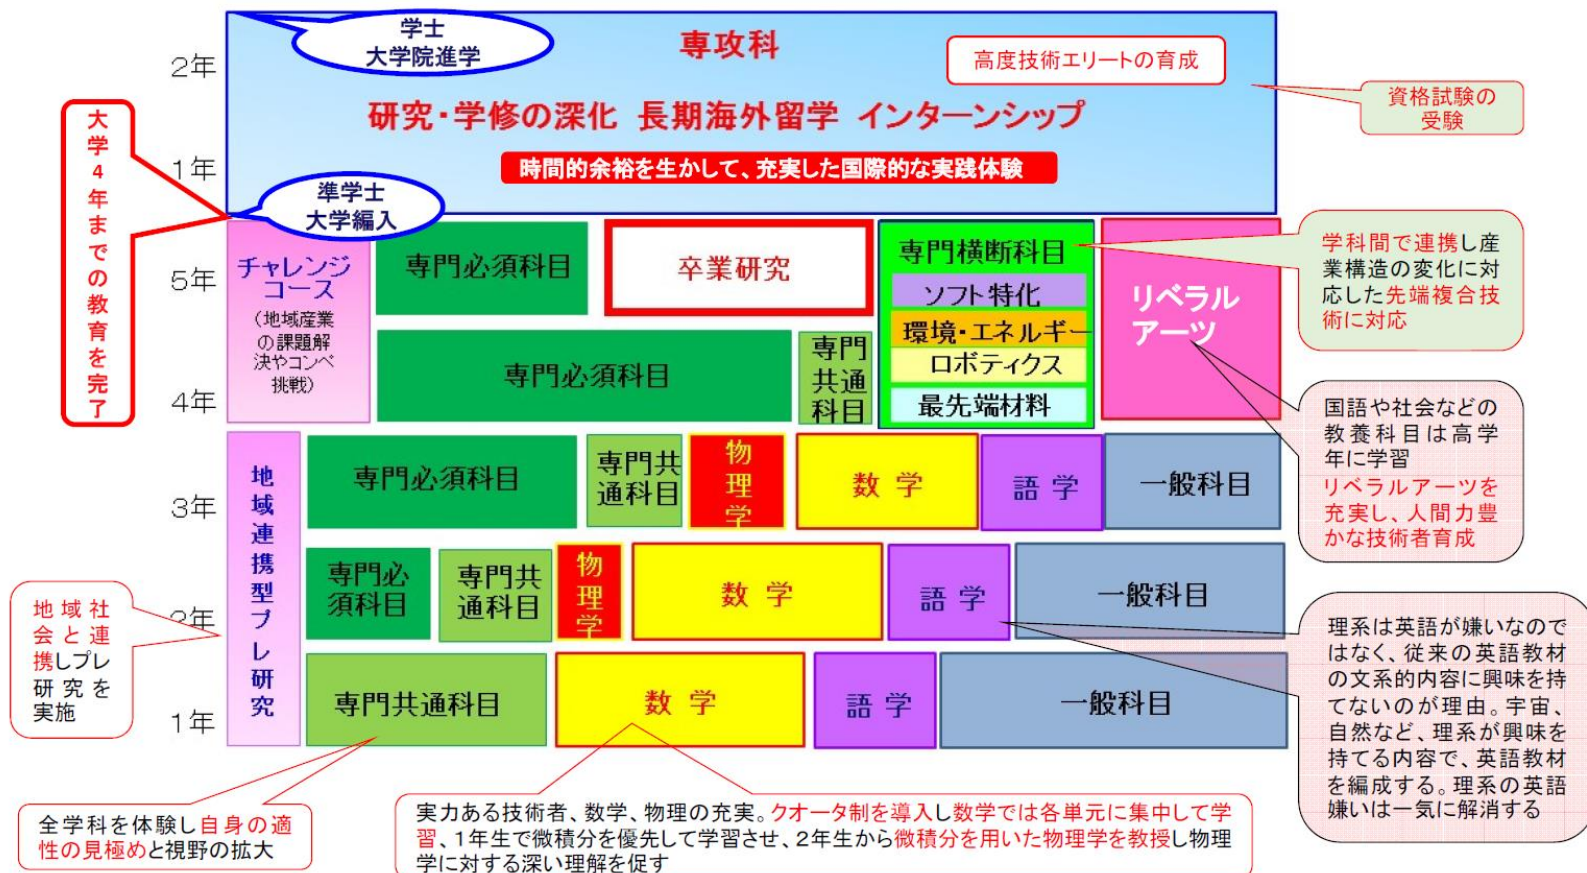 学士
大学院進学
専攻科
高度技術エリートの育成
2年
資格試験の
受験
研究・学修の深化 長期海外留学 インターンシップ
1年
時間的余裕を生かして、充実した国際的な実践体験
大学4年までの教育を完了
準学士
大学編入
5年
チャレンジ
コース
(地域産業
の課題解
決やコンペ
挑戦)
専門必須科目
卒業研究
専門横断科目
ソフト特化
環境・エネルギー
ロボティクス
最先端材料
リベラル
アーツ
学科間で連携し産
業構造の変化に対
応した先端複合技
術に対応
4年
専門必須科目
専門
共通
科目
国語や社会などの
教養科目は高学
年に学習
リベラルアーツを
充実し、人間力豊
かな技術者育成
3年
地域連携型プレ研究
専門必須科目
専門共
通科目
物理学
数 学
語 学
一般科目
2年
専門必
須科目
専門共
通科目
物理学
数 学
語 学
一般科目
地域社
会と連
携しプレ
研究を
実施
理系は英語が嫌いなので
はなく、従来の英語教材
の文系的内容に興味を持
てないのが理由。宇宙、
自然など、理系が興味を
持てる内容で、英語教材
を編成する。理系の英語
嫌いは一気に解消する
1年
専門共通科目
数 学
語 学
一般科目
全学科を体験し自身の適
性の見極めと視野の拡大
実力ある技術者、数学、物理の充実。クオータ制を導入し数学では各単元に集中して学
習、1年生で微積分を優先して学習させ、2年生から微積分を用いた物理学を教授し物理
学に対する深い理解を促す